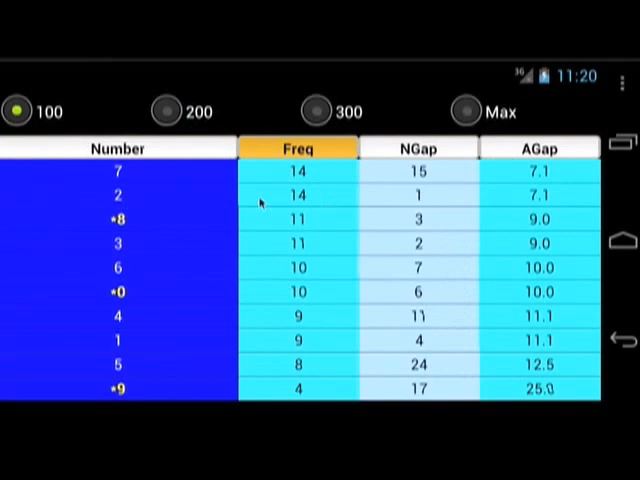 3G 11:20
100 200 300 Max
Number Freq NGap AGap
7 14 15 7.1
2 14 1 7.1
*8 11 3 9.0
3 11 2 9.0
6 10 7 10.0
*0 10 6 10.0
4 9 11 11.1
1 9 4 11.1
5 8 24 12.5
*9 4 17 25.0